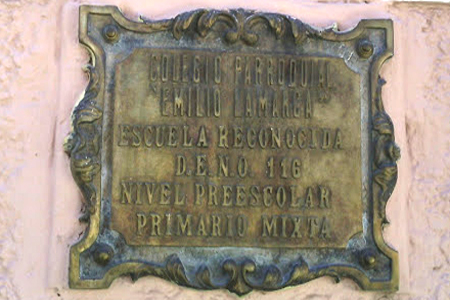 COLEGIO PARROQUIAL
"EMILIO LAMARCA"
ESCUELA RECONOCIDA
D.E.N.O. 116
NIVEL PREESCOLAR
PRIMARIO MIXTA